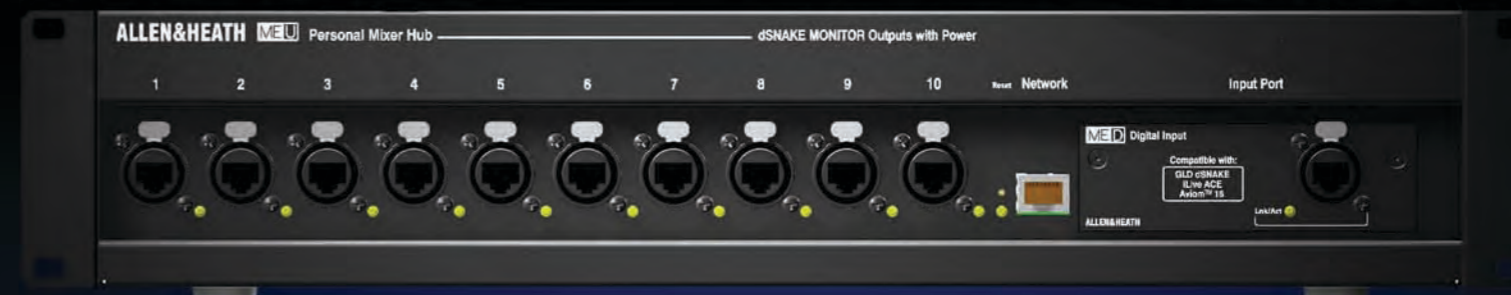 ALLEN&HEATH ME U Personal Mixer Hub dSNAKE MONITOR Outputs with Power
1 2 3 4 5 6 7 8 9 10 Reset Network Input Port
ME D Digital Input
Compatible with:
GLD dSNAKE
iLive ACE
Aviom™ 16
Lnk/Act
ALLEN&HEATH